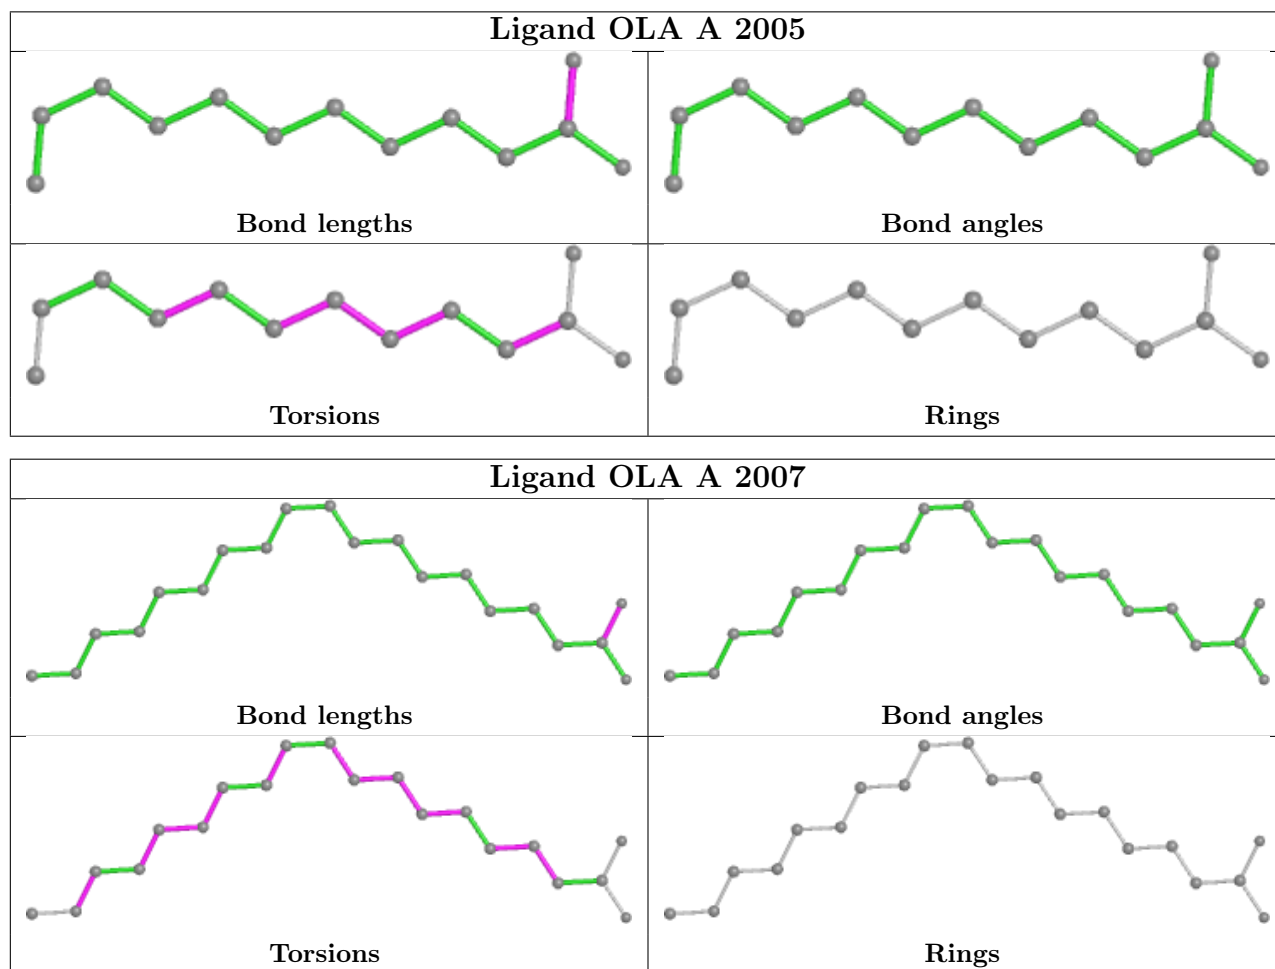 Ligand OLA A 2005
Bond lengths
Bond angles
Torsions
Rings
Ligand OLA A 2007
Bond lengths
Bond angles
Torsions
Rings